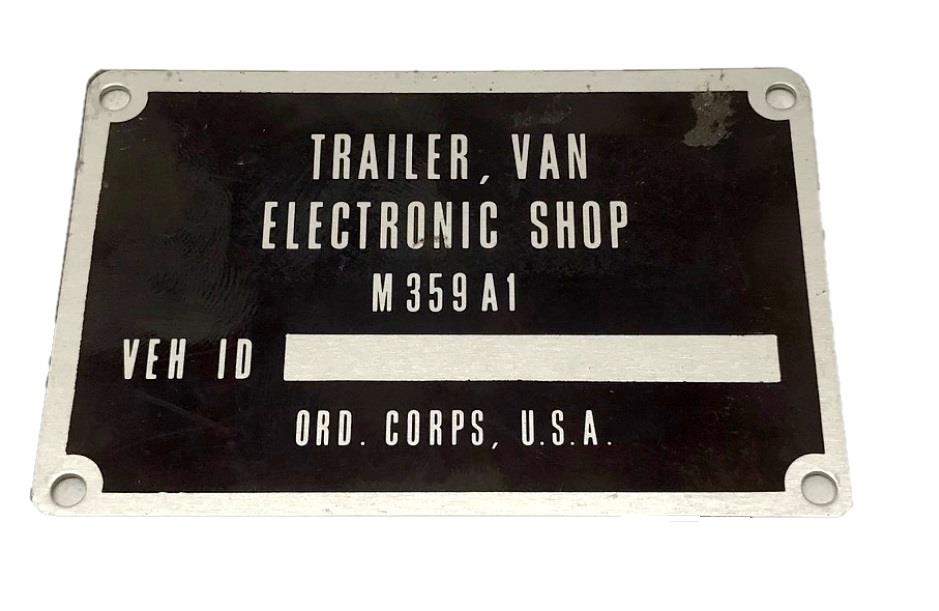 TRAILER, VAN
ELECTRONIC SHOP
M359A1
VEH ID
ORD. CORPS, U.S.A.